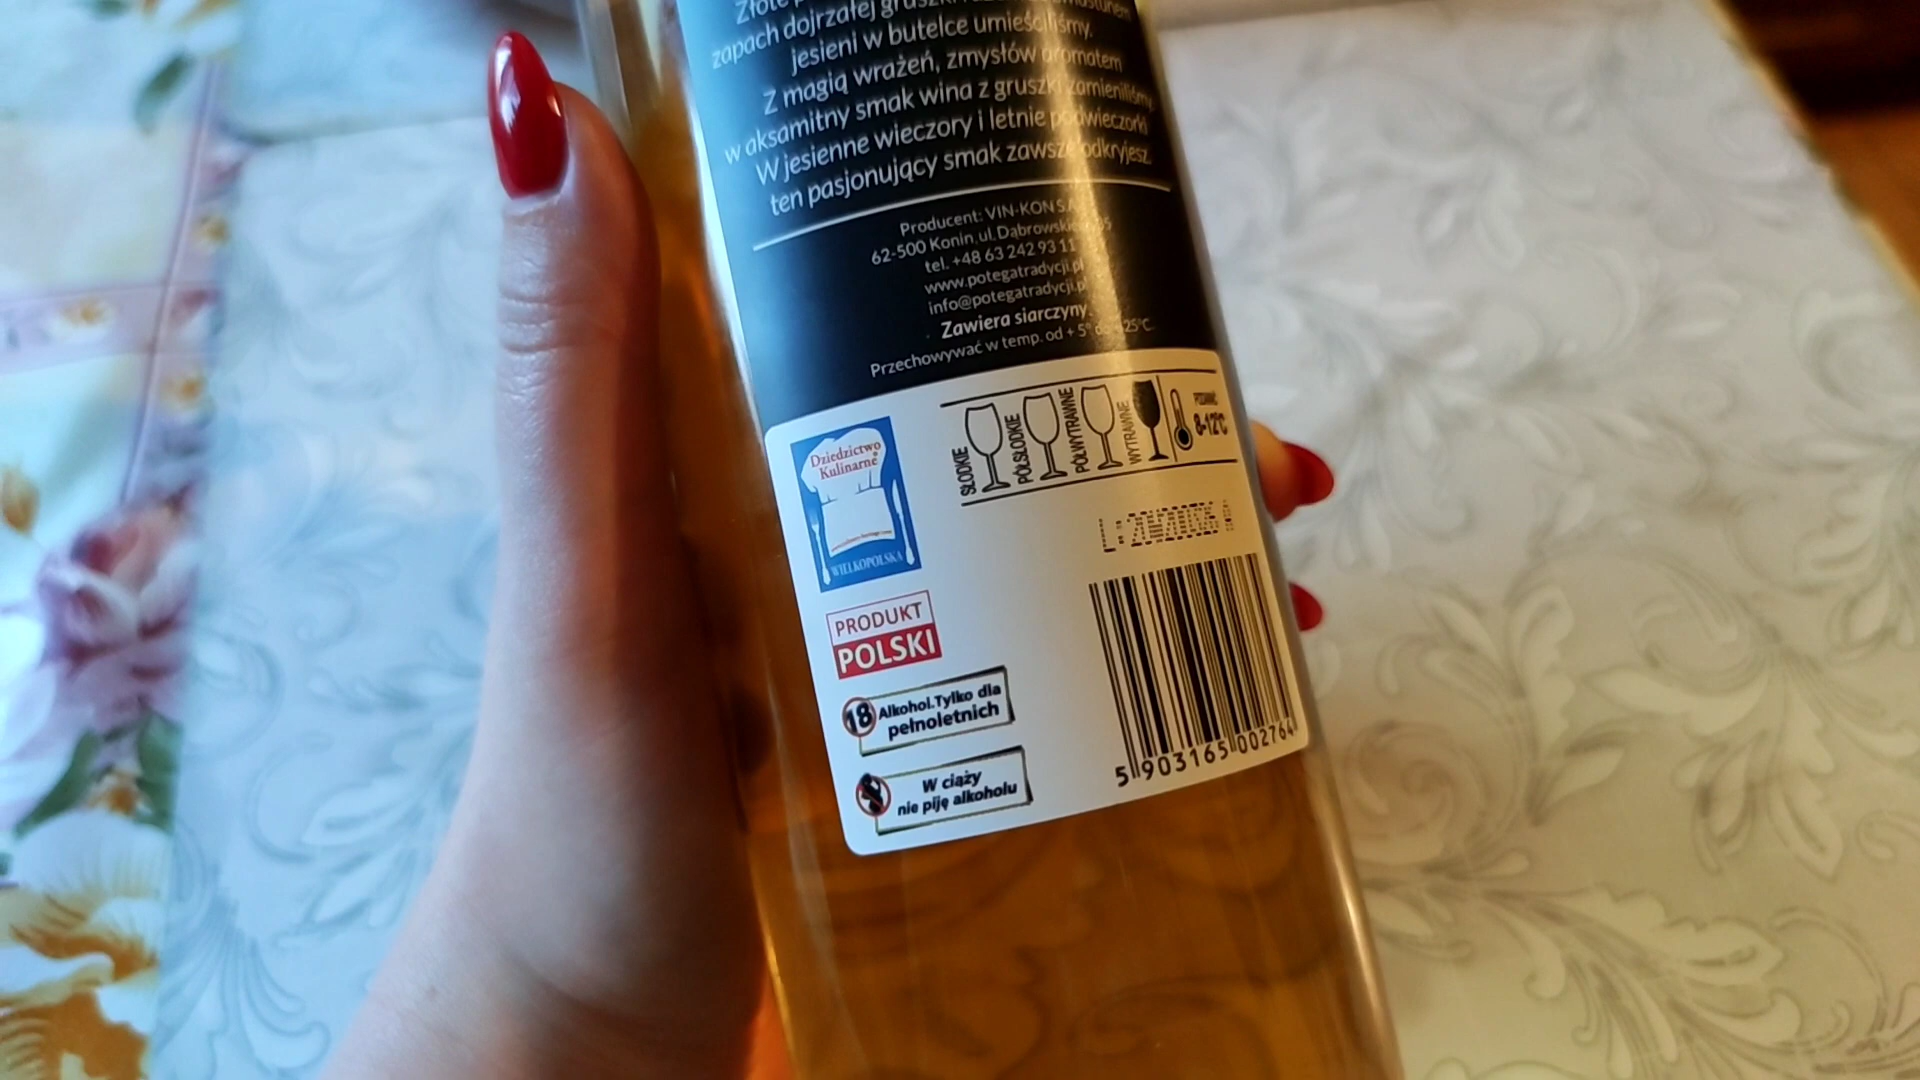 Złote
zapach dojrzałej gruszki
jesieni w butelce umieściliśmy.
Z magią wrażeń, zmysłów aromatem
w aksamitny smak wina z gruszki zamieniliśmy.
W jesienne wieczory i letnie podwieczorki
ten pasjonujący smak zawsze odkryjesz.
Producent: VIN-KON S.A.
62-500 Konin, ul. Dąbrowskiego 35
tel. +48 63 242 93 11
www.potegatradycji.pl
info@potegatradycji.pl
Zawiera siarczyny.
Przechowywać w temp. od + 5° do + 25°C.
Dziedzictwo
Kulinarne®
WIELKOPOLSKA
SŁODKIE
PÓŁSŁODKIE
PÓŁWYTRAWNE
WYTRAWNE
8-12°C
PRODUKT
POLSKI
18 Alkohol. Tylko dla
pełnoletnich
W ciąży
nie piję alkoholu
5 903165 002764